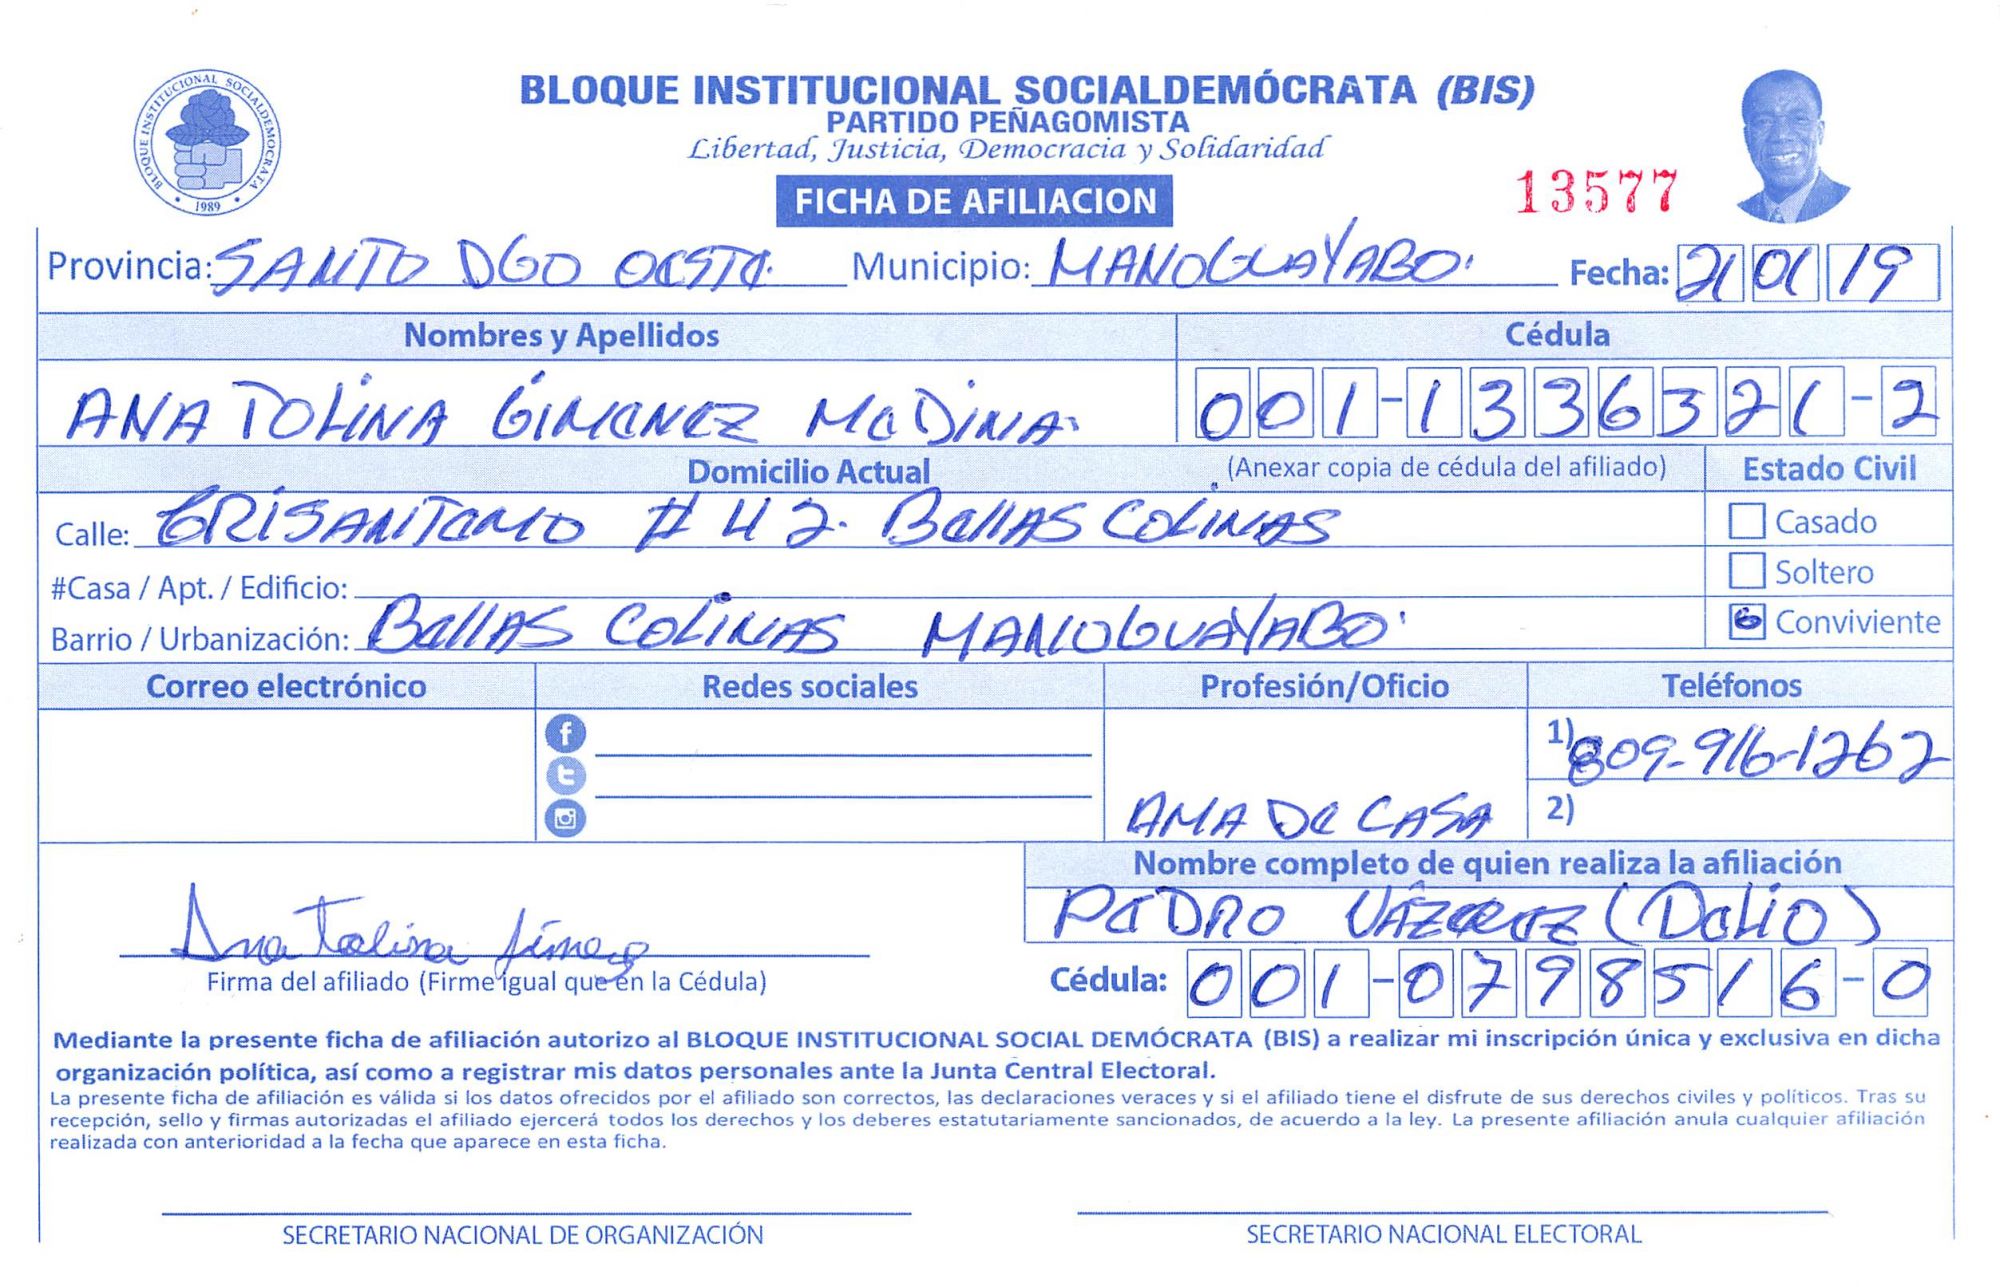 BLOQUE INSTITUCIONAL SOCIALDEMOCRATA
1989
BLOQUE INSTITUCIONAL SOCIALDEMÓCRATA (BIS)
PARTIDO PEÑAGOMISTA
Libertad, Justicia, Democracia y Solidaridad
FICHA DE AFILIACION
13577
Provincia: SANTO DGO OESTE. Municipio: MANOGUAYABO. Fecha: 21 01 19
Nombres y Apellidos Cédula
ANA TOLINA GIMENEZ MEDINA. 001-1336321-2
Domicilio Actual (Anexar copia de cédula del afiliado) Estado Civil
Calle: CRISANTEMO # 42. BellAS COLINAS Casado
#Casa / Apt. / Edificio: Soltero
Barrio / Urbanización: BellAS COLINAS MANOGUAYABO. Conviviente
Correo electrónico Redes sociales Profesión/Oficio Teléfonos
1) 809-916-1262
AMA DE CASA 2)
Nombre completo de quien realiza la afiliación
PEDRO VÁZQUEZ (DELIO)
Ana Tolina Jimenez
Firma del afiliado (Firme igual que en la Cédula) Cédula: 001-0798516-0
Mediante la presente ficha de afiliación autorizo al BLOQUE INSTITUCIONAL SOCIAL DEMÓCRATA (BIS) a realizar mi inscripción única y exclusiva en dicha
organización política, así como a registrar mis datos personales ante la Junta Central Electoral.
La presente ficha de afiliación es válida si los datos ofrecidos por el afiliado son correctos, las declaraciones veraces y si el afiliado tiene el disfrute de sus derechos civiles y políticos. Tras su
recepción, sello y firmas autorizadas el afiliado ejercerá todos los derechos y los deberes estatutariamente sancionados, de acuerdo a la ley. La presente afiliación anula cualquier afiliación
realizada con anterioridad a la fecha que aparece en esta ficha.
SECRETARIO NACIONAL DE ORGANIZACIÓN SECRETARIO NACIONAL ELECTORAL